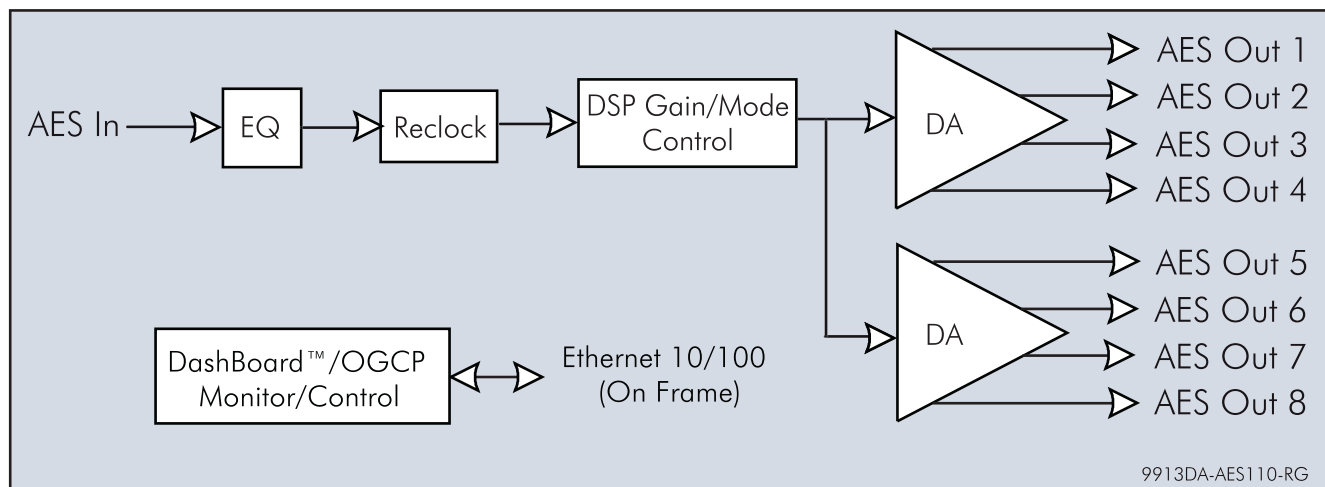 AES In
EQ
Reclock
DSP Gain/Mode
Control
DA
AES Out 1
AES Out 2
AES Out 3
AES Out 4
DA
AES Out 5
AES Out 6
AES Out 7
AES Out 8
DashBoard™/OGCP
Monitor/Control
Ethernet 10/100
(On Frame)
9913DA-AES110-RG